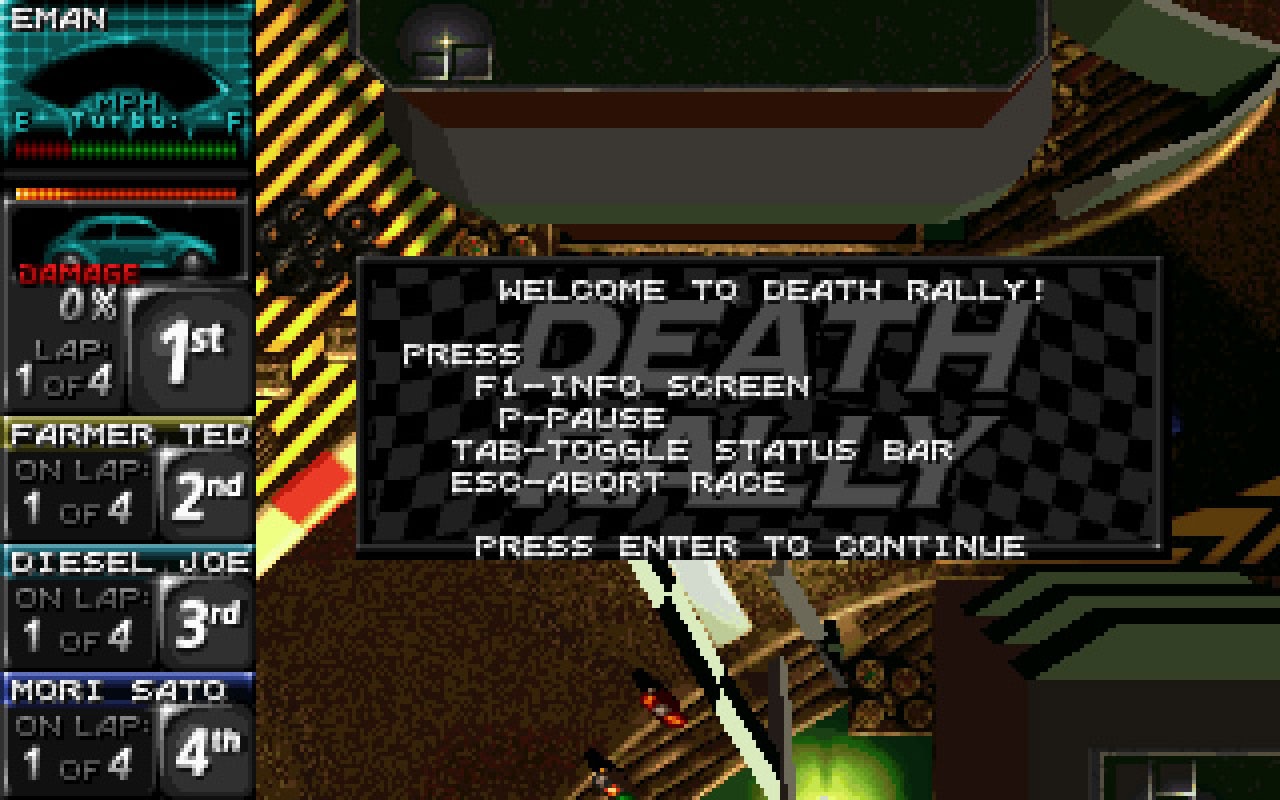 EMAN
MPH
E Turbo: F
DAMAGE
0%
LAP:
1 OF 4
1st
FARMER TED
ON LAP:
1 OF 4
2nd
DIESEL JOE
ON LAP:
1 OF 4
3rd
MORI SATO
ON LAP:
1 OF 4
4th
DEATH
RALLY
WELCOME TO DEATH RALLY!
PRESS
F1-INFO SCREEN
P-PAUSE
TAB-TOGGLE STATUS BAR
ESC-ABORT RACE
PRESS ENTER TO CONTINUE